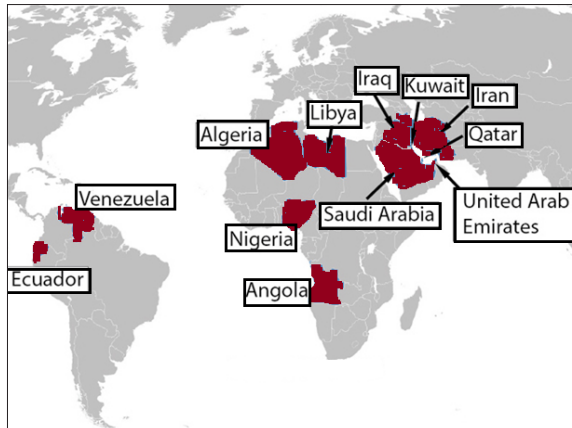 Iraq
Kuwait
Iran
Libya
Algeria
Qatar
Venezuela
Saudi Arabia
United Arab
Emirates
Nigeria
Ecuador
Angola